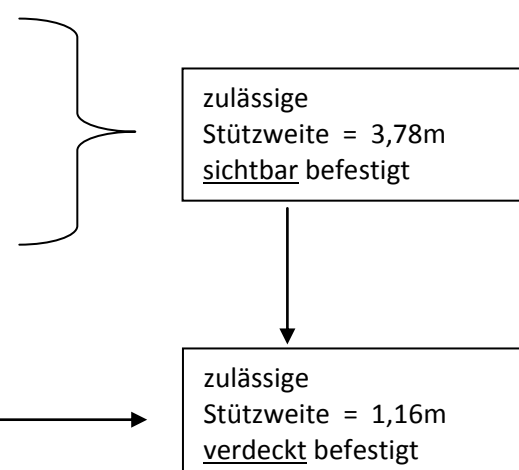 zulässige
Stützweite = 3,78m
sichtbar befestigt
zulässige
Stützweite = 1,16m
verdeckt befestigt